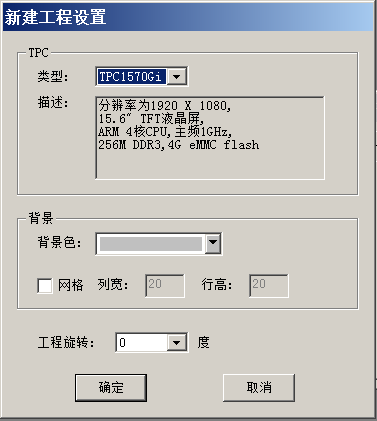 新建工程设置
TPC
类型： TPC1570Gi
描述： 分辨率为1920 X 1080,
15.6" TFT液晶屏,
ARM 4核CPU,主频1GHz,
256M DDR3,4G eMMC flash
背景
背景色：
网格 列宽： 20 行高： 20
工程旋转： 0 度
确定 取消